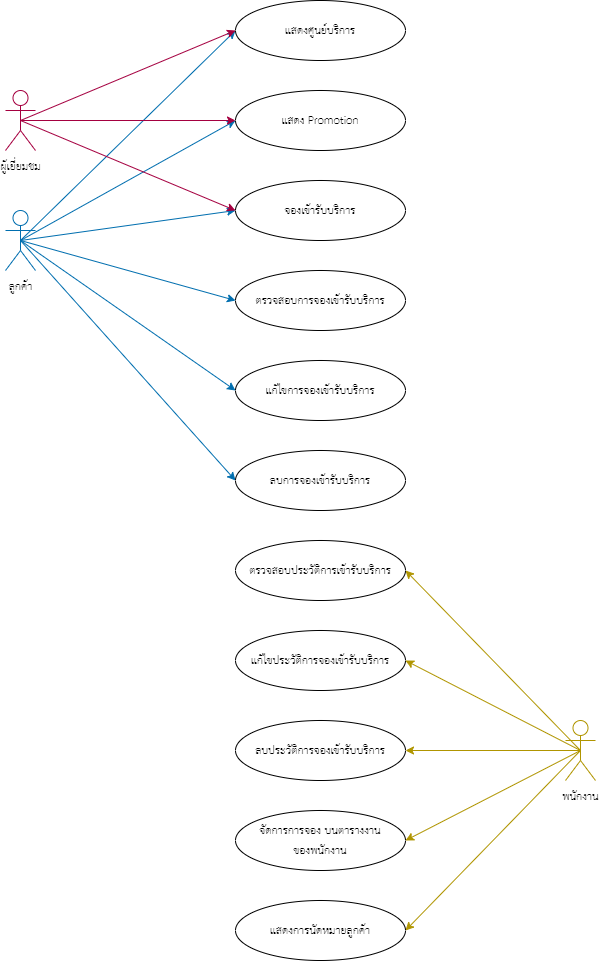 แสดงศูนย์บริการ
แสดง Promotion
ผู้เยี่ยมชม
จองเข้ารับบริการ
ลูกค้า
ตรวจสอบการจองเข้ารับบริการ
แก้ไขการจองเข้ารับบริการ
ลบการจองเข้ารับบริการ
ตรวจสอบประวัติการเข้ารับบริการ
แก้ไขประวัติการจองเข้ารับบริการ
ลบประวัติการจองเข้ารับบริการ
พนักงาน
จัดการการจอง บนตารางงาน
ของพนักงาน
แสดงการนัดหมายลูกค้า